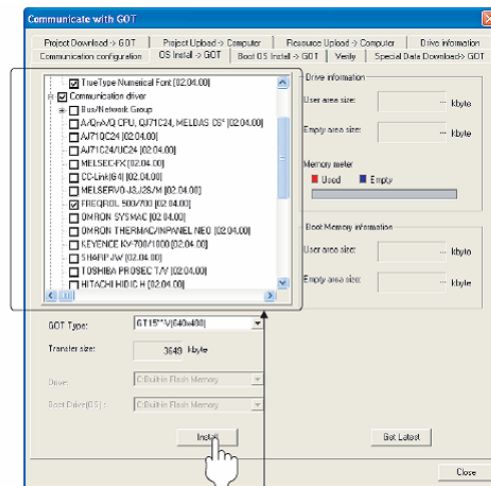 Communicate with GOT
Project Download -> GOT
Project Upload -> Computer
Resource Upload -> Computer
Drive information
Communication configuration
OS Install -> GOT
Boot OS Install -> GOT
Verify
Special Data Download-> GOT
TrueType Numerical Font [02.04.00]
Communication driver
Bus/Network Group
A/QnA/Q CPU, QJ71C24, MELDAS C6* [02.04.00]
AJ71QC24 [02.04.00]
AJ71C24/UC24 [02.04.00]
MELSEC-FX [02.04.00]
CC-Link(G4) [02.04.00]
MELSERVO-J3,J2S/M [02.04.00]
FREQROL 500/700 [02.04.00]
OMRON SYSMAC [02.04.00]
OMRON THERMAC/INPANEL NEO [02.04.00]
KEYENCE KV-700/1000 [02.04.00]
SHARP JW [02.04.00]
TOSHIBA PROSEC T/V [02.04.00]
HITACHI HIDIC H [02.04.00]
Drive information
User area size: --- kbyte
Empty area size: --- kbyte
Memory meter
Used Empty
Boot Memory information
User area size: --- kbyte
Empty area size: --- kbyte
GOT Type: GT15**-V(640x480)
Transfer size: 3649 kbyte
Drive: C:Built-in Flash Memory
Boot Drive(OS) : C:Built-in Flash Memory
Install
Get Latest
Close